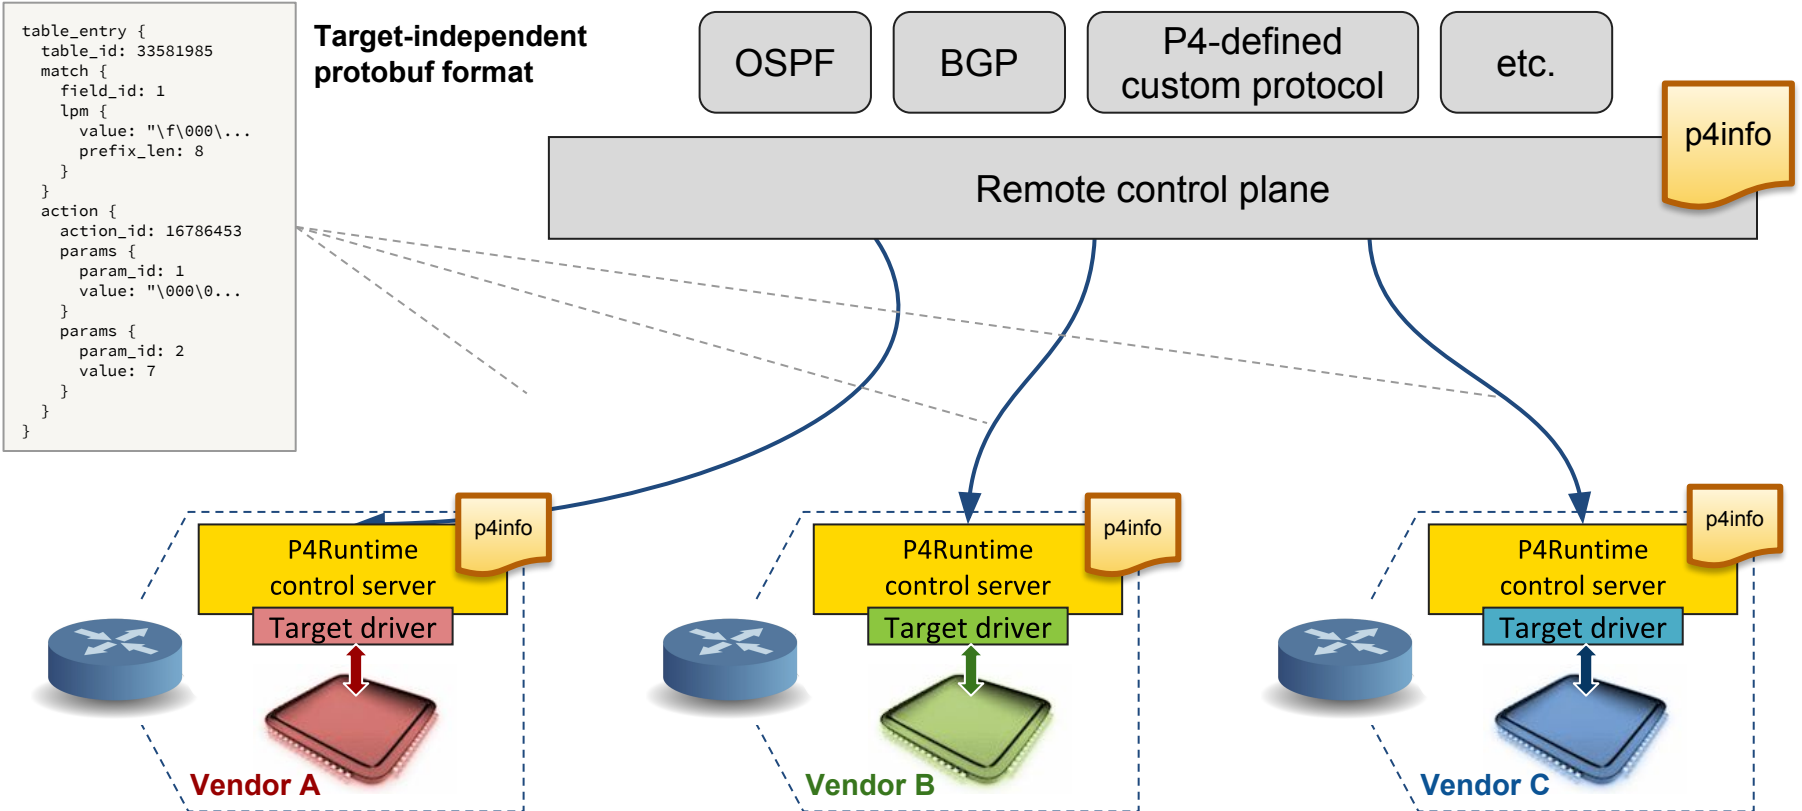 table_entry {
  table_id: 33581985
  match {
    field_id: 1
    lpm {
      value: "\f\000\...
      prefix_len: 8
    }
  }
  action {
    action_id: 16786453
    params {
      param_id: 1
      value: "\000\0...
    }
    params {
      param_id: 2
      value: 7
    }
  }
}
Target-independent
protobuf format
OSPF
BGP
P4-defined
custom protocol
etc.
p4info
Remote control plane
p4info
P4Runtime
control server
Target driver
Vendor A
p4info
P4Runtime
control server
Target driver
Vendor B
p4info
P4Runtime
control server
Target driver
Vendor C